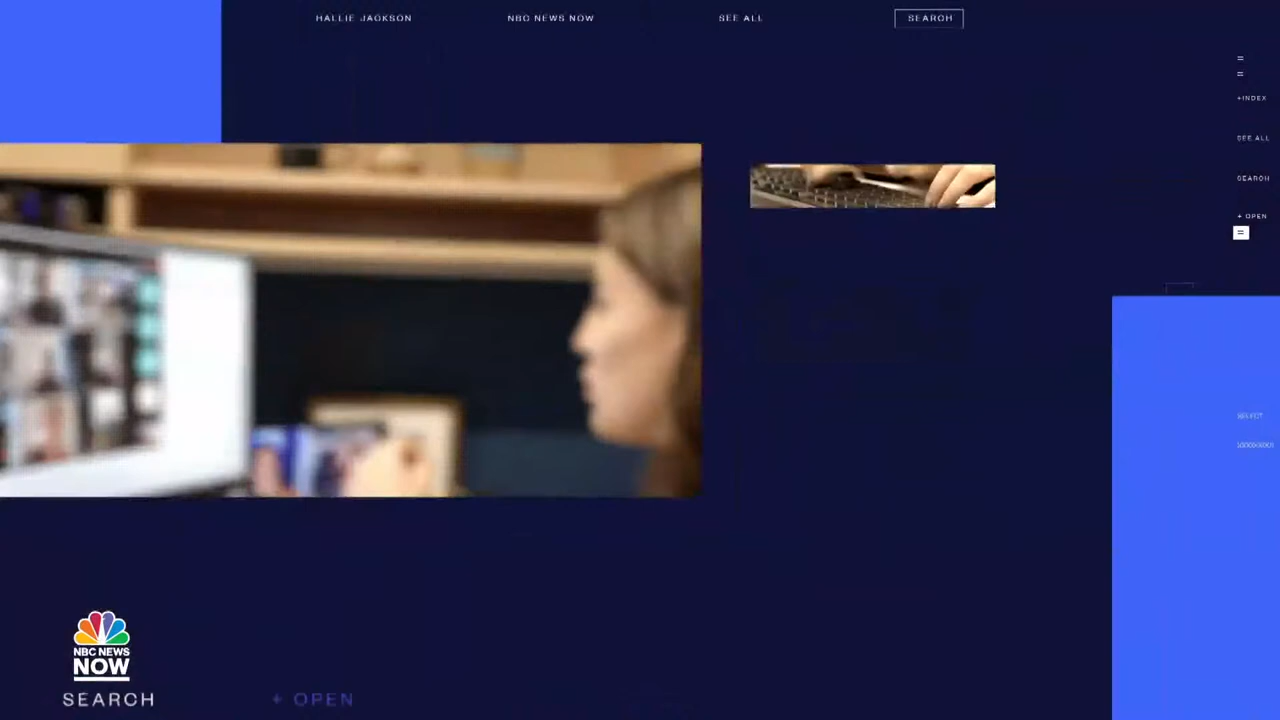 HALLIE JACKSON
NBC NEWS NOW
SEE ALL
SEARCH
+INDEX
SEE ALL
SEARCH
+ OPEN
NBC NEWS
NOW
SEARCH
+ OPEN